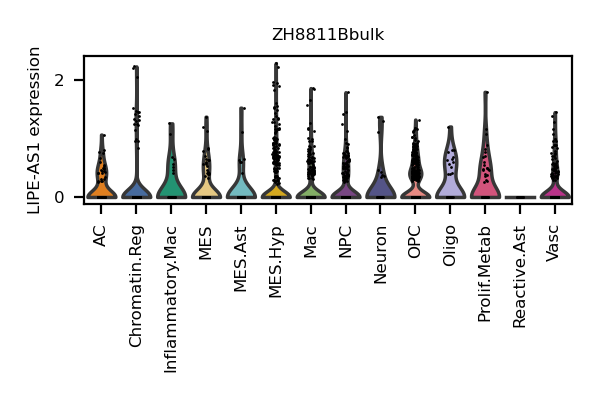 ZH8811Bbulk
LIPE-AS1 expression
2
0
AC
Chromatin.Reg
Inflammatory.Mac
MES
MES.Ast
MES.Hyp
Mac
NPC
Neuron
OPC
Oligo
Prolif.Metab
Reactive.Ast
Vasc